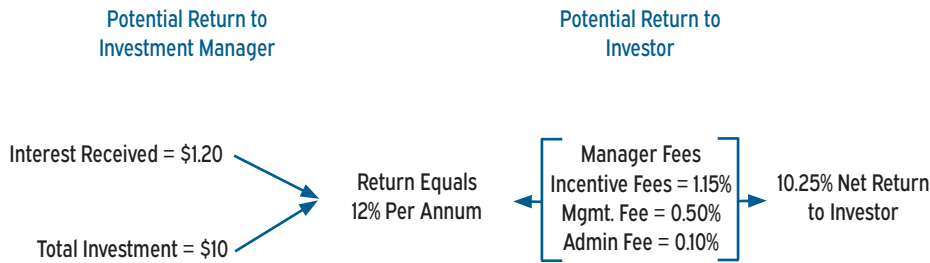 Potential Return to
Investment Manager
Potential Return to
Investor
Interest Received = $1.20
Total Investment = $10
Return Equals
12% Per Annum
Manager Fees
Incentive Fees = 1.15%
Mgmt. Fee = 0.50%
Admin Fee = 0.10%
10.25% Net Return
to Investor